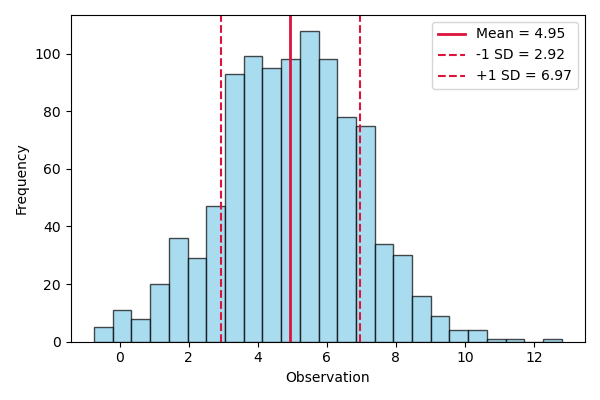 Mean = 4.95
-1 SD = 2.92
+1 SD = 6.97
100
80
60
40
20
0
Frequency
0 2 4 6 8 10 12
Observation